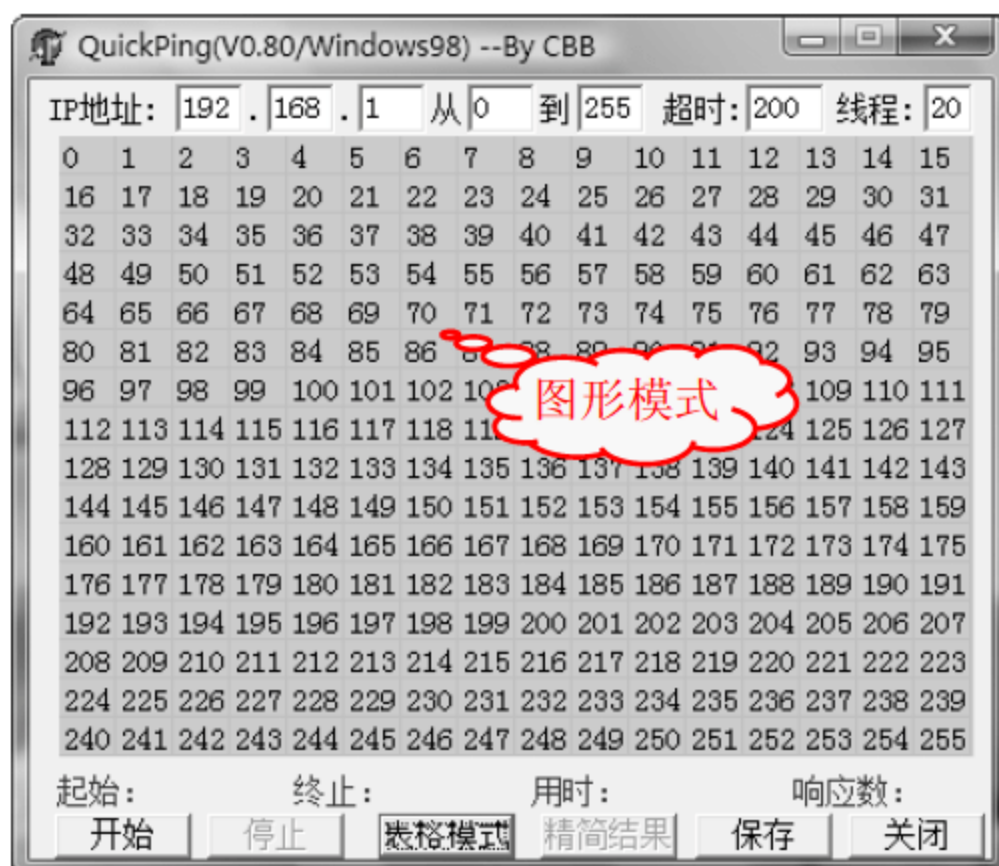 QuickPing(V0.80/Windows98) --By CBB
IP地址: 192 . 168 . 1 从 0 到 255 超时: 200 线程: 20
0 1 2 3 4 5 6 7 8 9 10 11 12 13 14 15
16 17 18 19 20 21 22 23 24 25 26 27 28 29 30 31
32 33 34 35 36 37 38 39 40 41 42 43 44 45 46 47
48 49 50 51 52 53 54 55 56 57 58 59 60 61 62 63
64 65 66 67 68 69 70 71 72 73 74 75 76 77 78 79
80 81 82 83 84 85 86 88 89 90 91 92 93 94 95
96 97 98 99 100 101 102 109 110 111
图形模式
112 113 114 115 116 117 118 124 125 126 127
128 129 130 131 132 133 134 135 136 137 138 139 140 141 142 143
144 145 146 147 148 149 150 151 152 153 154 155 156 157 158 159
160 161 162 163 164 165 166 167 168 169 170 171 172 173 174 175
176 177 178 179 180 181 182 183 184 185 186 187 188 189 190 191
192 193 194 195 196 197 198 199 200 201 202 203 204 205 206 207
208 209 210 211 212 213 214 215 216 217 218 219 220 221 222 223
224 225 226 227 228 229 230 231 232 233 234 235 236 237 238 239
240 241 242 243 244 245 246 247 248 249 250 251 252 253 254 255
起始: 终止: 用时: 响应数:
开始 停止 表格模式 精简结果 保存 关闭